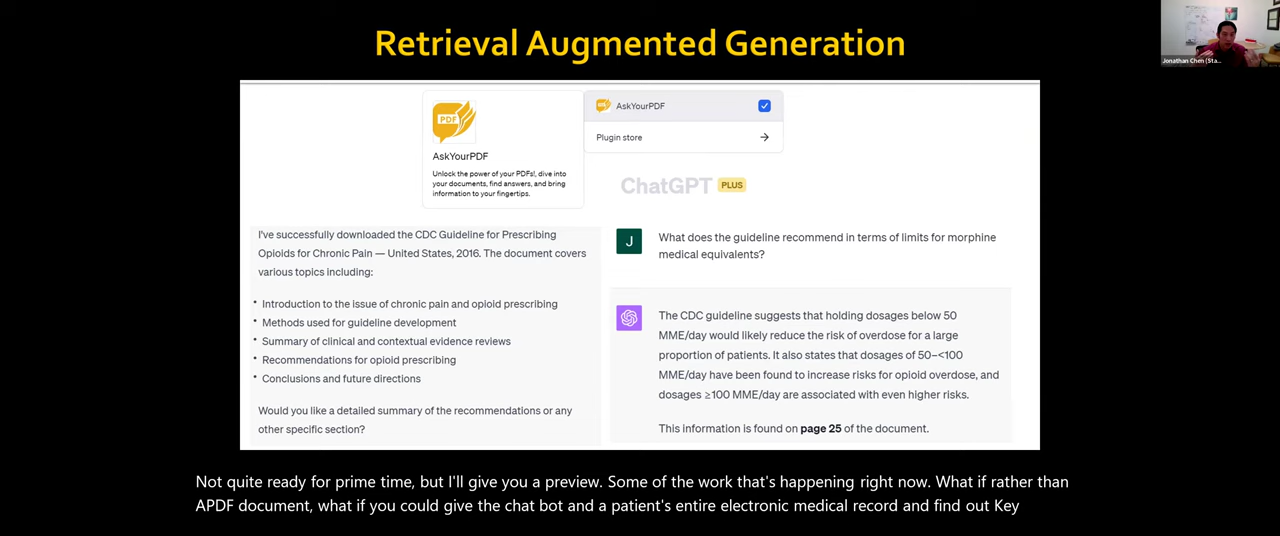 Retrieval Augmented Generation
Jonathan Chen (Sta...
PDF
AskYourPDF
Unlock the power of your PDFs!, dive into
your documents, find answers, and bring
information to your fingertips.
AskYourPDF
Plugin store
ChatGPT PLUS
I've successfully downloaded the CDC Guideline for Prescribing
Opioids for Chronic Pain — United States, 2016. The document covers
various topics including:
• Introduction to the issue of chronic pain and opioid prescribing
• Methods used for guideline development
• Summary of clinical and contextual evidence reviews
• Recommendations for opioid prescribing
• Conclusions and future directions
Would you like a detailed summary of the recommendations or any
other specific section?
J
What does the guideline recommend in terms of limits for morphine
medical equivalents?
The CDC guideline suggests that holding dosages below 50
MME/day would likely reduce the risk of overdose for a large
proportion of patients. It also states that dosages of 50–<100
MME/day have been found to increase risks for opioid overdose, and
dosages ≥100 MME/day are associated with even higher risks.
This information is found on page 25 of the document.
Not quite ready for prime time, but I'll give you a preview. Some of the work that's happening right now. What if rather than
APDF document, what if you could give the chat bot and a patient's entire electronic medical record and find out Key